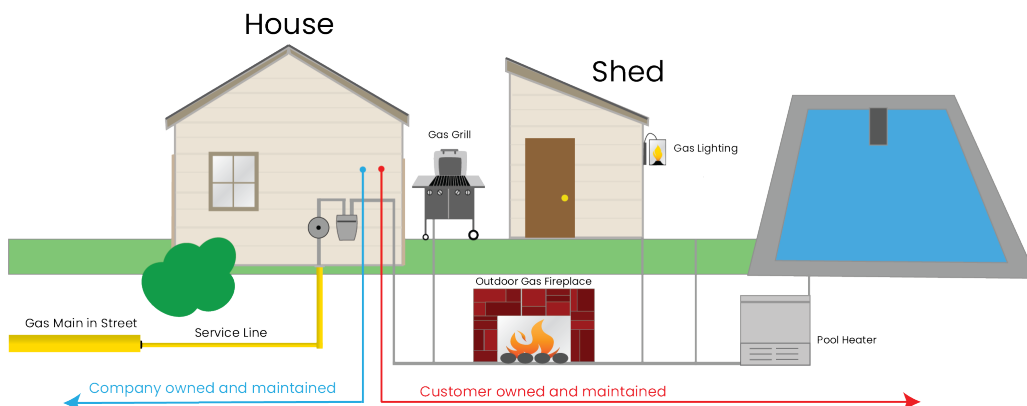 House
Shed
Gas Grill
Gas Lighting
Outdoor Gas Fireplace
Gas Main in Street
Service Line
Pool Heater
Company owned and maintained
Customer owned and maintained